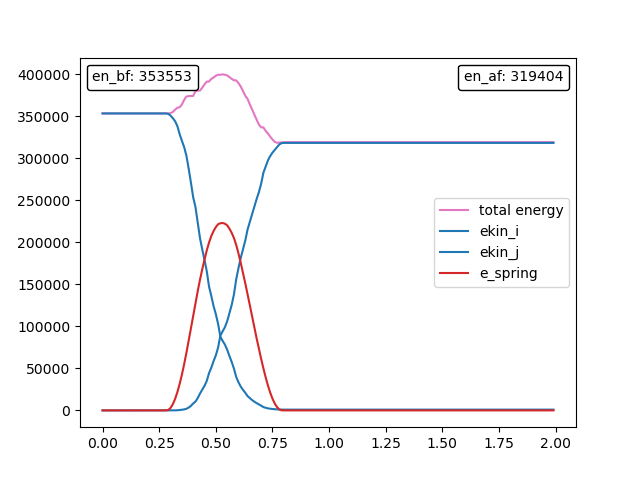 en_bf: 353553
en_af: 319404
400000
350000
300000
250000
200000
150000
100000
50000
0
total energy
ekin_i
ekin_j
e_spring
0.00 0.25 0.50 0.75 1.00 1.25 1.50 1.75 2.00